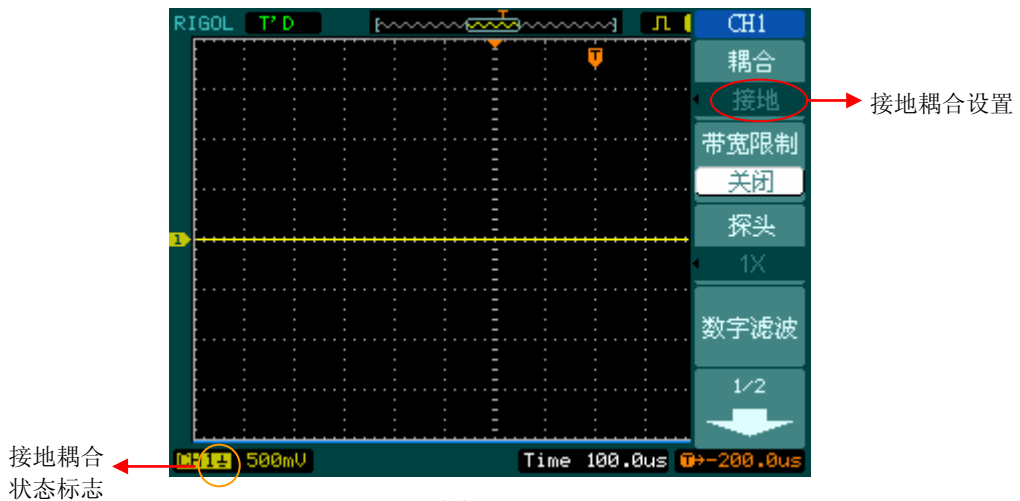 RIGOL T'D T CH1
耦合
T
接地
接地耦合设置
带宽限制
关闭
探头
1
1X
数字滤波
1/2
接地耦合
状态标志
CH1 500mV Time 100.0us T→-200.0us